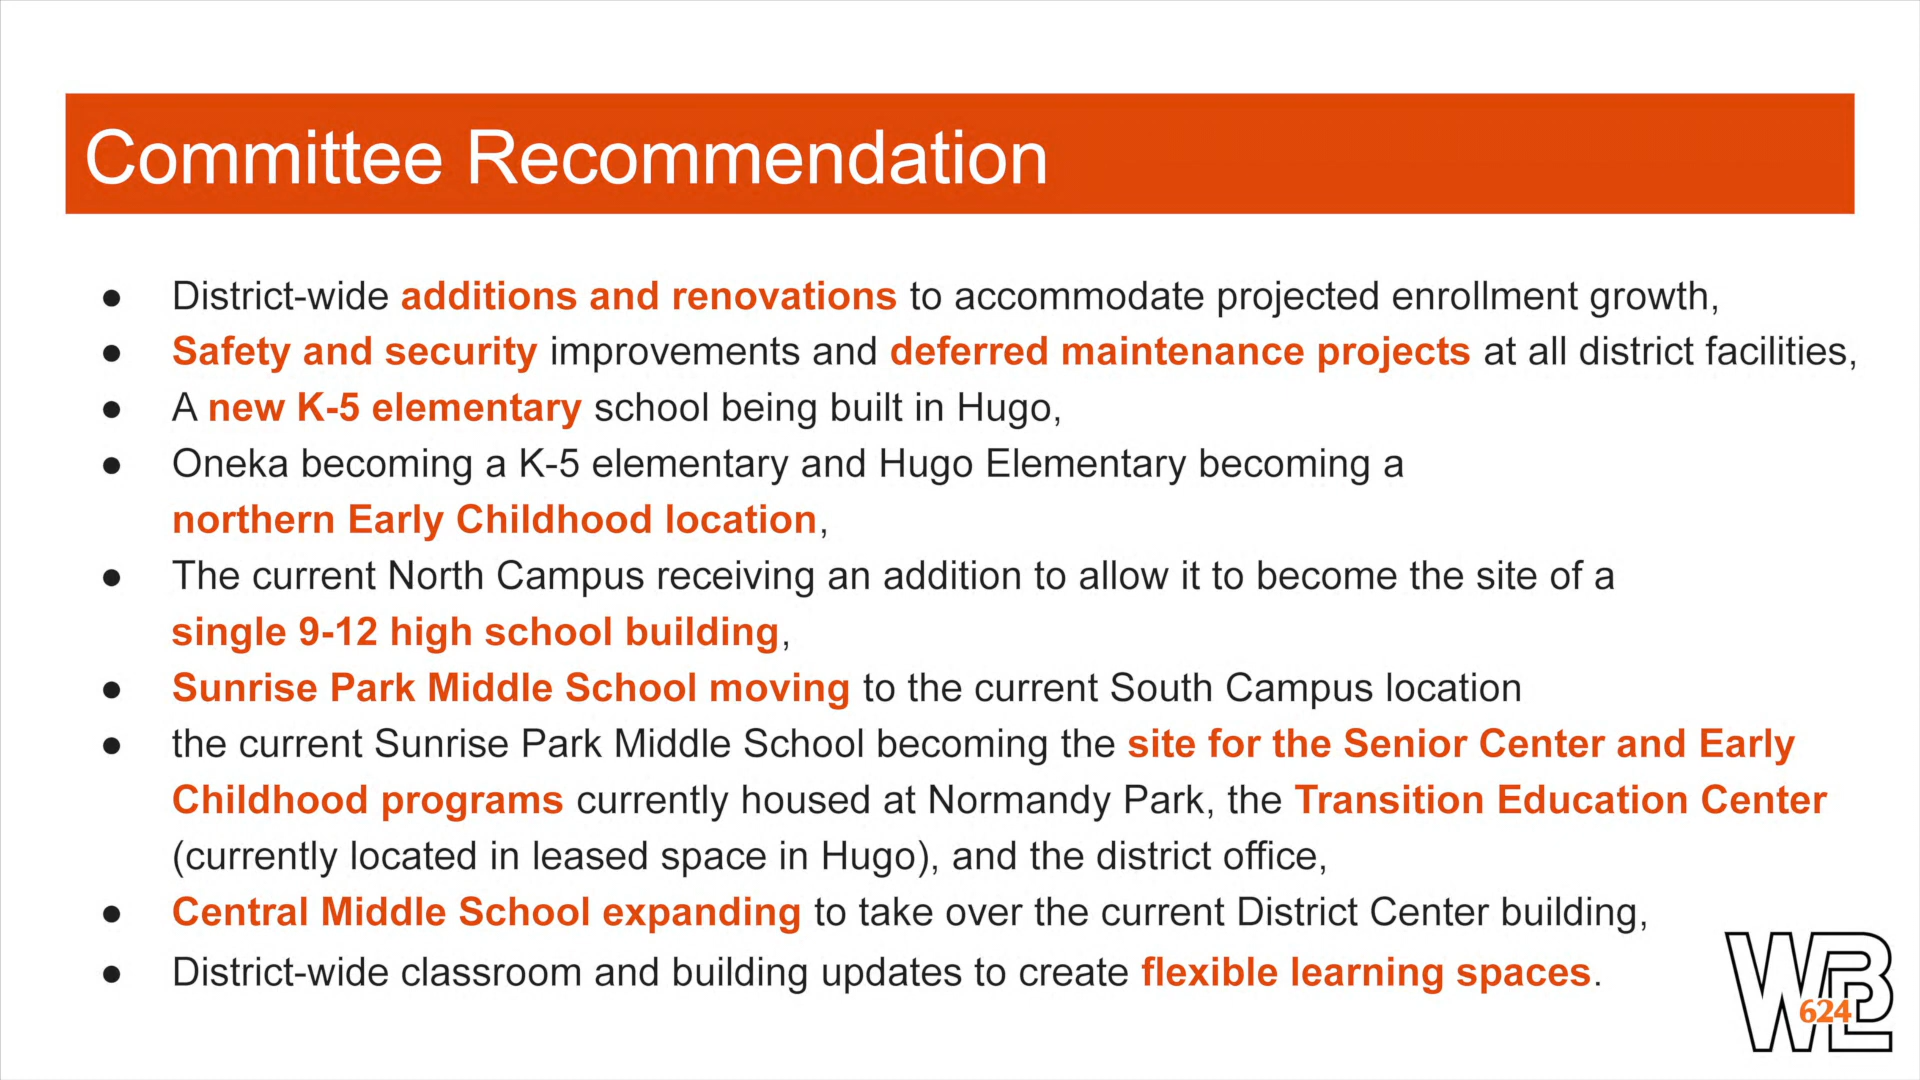 Committee Recommendation
● District-wide additions and renovations to accommodate projected enrollment growth,
● Safety and security improvements and deferred maintenance projects at all district facilities,
● A new K-5 elementary school being built in Hugo,
● Oneka becoming a K-5 elementary and Hugo Elementary becoming a
northern Early Childhood location,
● The current North Campus receiving an addition to allow it to become the site of a
single 9-12 high school building,
● Sunrise Park Middle School moving to the current South Campus location
● the current Sunrise Park Middle School becoming the site for the Senior Center and Early
Childhood programs currently housed at Normandy Park, the Transition Education Center
(currently located in leased space in Hugo), and the district office,
● Central Middle School expanding to take over the current District Center building,
● District-wide classroom and building updates to create flexible learning spaces.
WBL
624